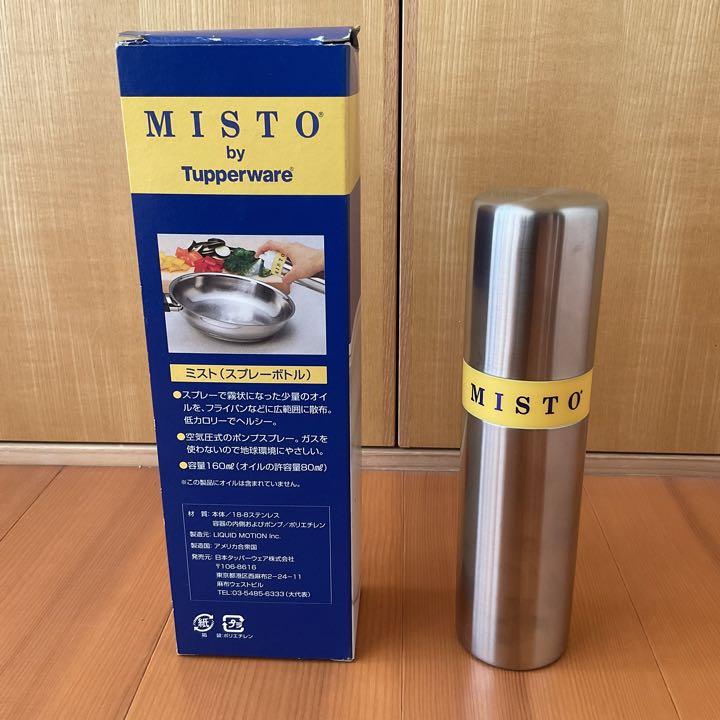 MISTO®
by
Tupperware®
MISTO
ミスト（スプレーボトル）
●スプレーで霧状になった少量のオイ
ルを、フライパンなどに広範囲に散布。
低カロリーでヘルシー。
●空気圧式のポンプスプレー。ガスを
使わないので地球環境にやさしい。
●容量160㎖（オイルの許容量80㎖）
※この製品にオイルは含まれていません。
材　質：本体／18-8ステンレス
容器の内側およびポンプ／ポリエチレン
製造元：LIQUID MOTION Inc.
製造国：アメリカ合衆国
発売元：日本タッパーウェア株式会社
〒106-8616
東京都港区西麻布2-24-11
麻布ウェストビル
TEL:03-5485-6333（大代表）
紙
箱
プラ
袋:ポリエチレン
MISTO®